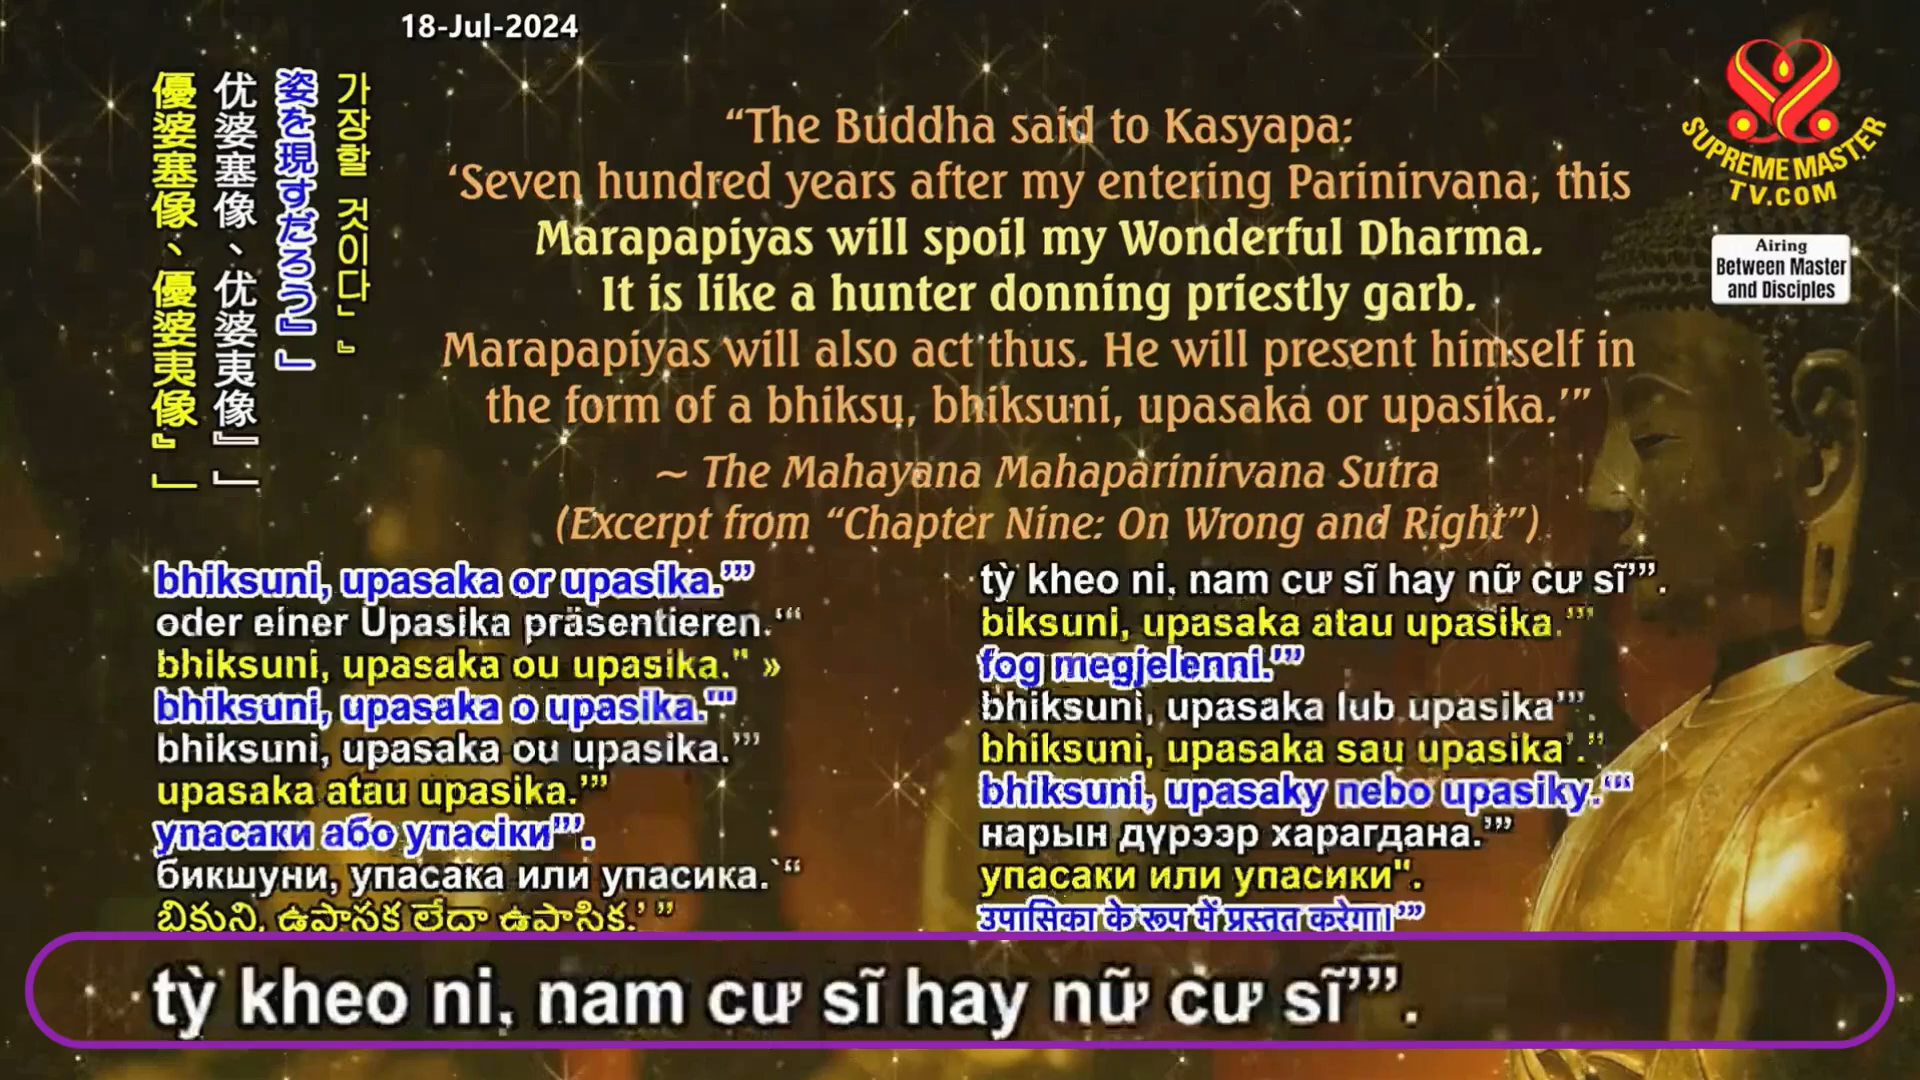 18-Jul-2024
가장할 것이다」』
姿を現すだろう』」
优婆塞像、优婆夷像』」
優婆塞像、優婆夷像』」
“The Buddha said to Kasyapa:
‘Seven hundred years after my entering Parinirvana, this
Marapapiyas will spoil my Wonderful Dharma.
It is like a hunter donning priestly garb.
Marapapiyas will also act thus. He will present himself in
the form of a bhiksu, bhiksuni, upasaka or upasika.’”
~ The Mahayana Mahaparinirvana Sutra
(Excerpt from “Chapter Nine: On Wrong and Right”)
SUPREME MASTER
TV.COM
Airing
Between Master
and Disciples
bhiksuni, upasaka or upasika.’”
oder einer Upasika präsentieren.‘“
bhiksuni, upasaka ou upasika." »
bhiksuni, upasaka o upasika.'"
bhiksuni, upasaka ou upasika.’”
upasaka atau upasika.’”
упасаки або упасіки’”.
бикшуни, упасака или упасика.`“
బికుని, ఉపాసక లేదా ఉపాసిక.’ ”
tỳ kheo ni, nam cư sĩ hay nữ cư sĩ’”.
biksuni, upasaka atau upasika.’”
fog megjelenni.’”
bhiksuni, upasaka lub upasika’”.
bhiksuni, upasaka sau upasika’.”
bhiksuni, upasaky nebo upasiky.‘“
нарын дүрээр харагдана.’”
упасаки или упасики".
उपासिका के रूप में प्रस्तुत करेगा।’”
tỳ kheo ni, nam cư sĩ hay nữ cư sĩ’”.